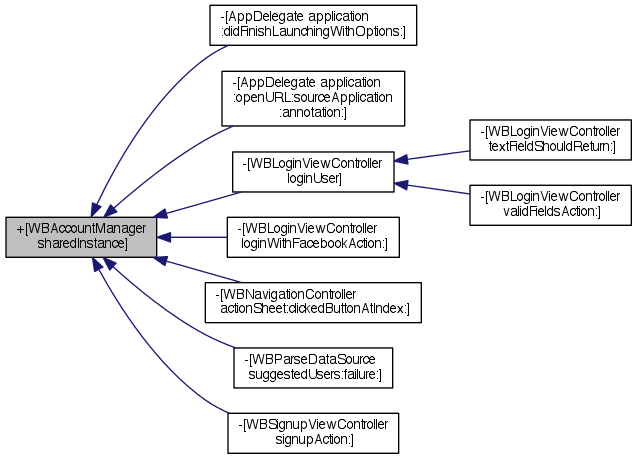 -[AppDelegate application
:didFinishLaunchingWithOptions:]
-[AppDelegate application
:openURL:sourceApplication
:annotation:]
-[WBLoginViewController
loginUser]
-[WBLoginViewController
textFieldShouldReturn:]
-[WBLoginViewController
validFieldsAction:]
+[WBAccountManager
sharedInstance]
-[WBLoginViewController
loginWithFacebookAction:]
-[WBNavigationController
actionSheet:clickedButtonAtIndex:]
-[WBParseDataSource
suggestedUsers:failure:]
-[WBSignupViewController
signupAction:]